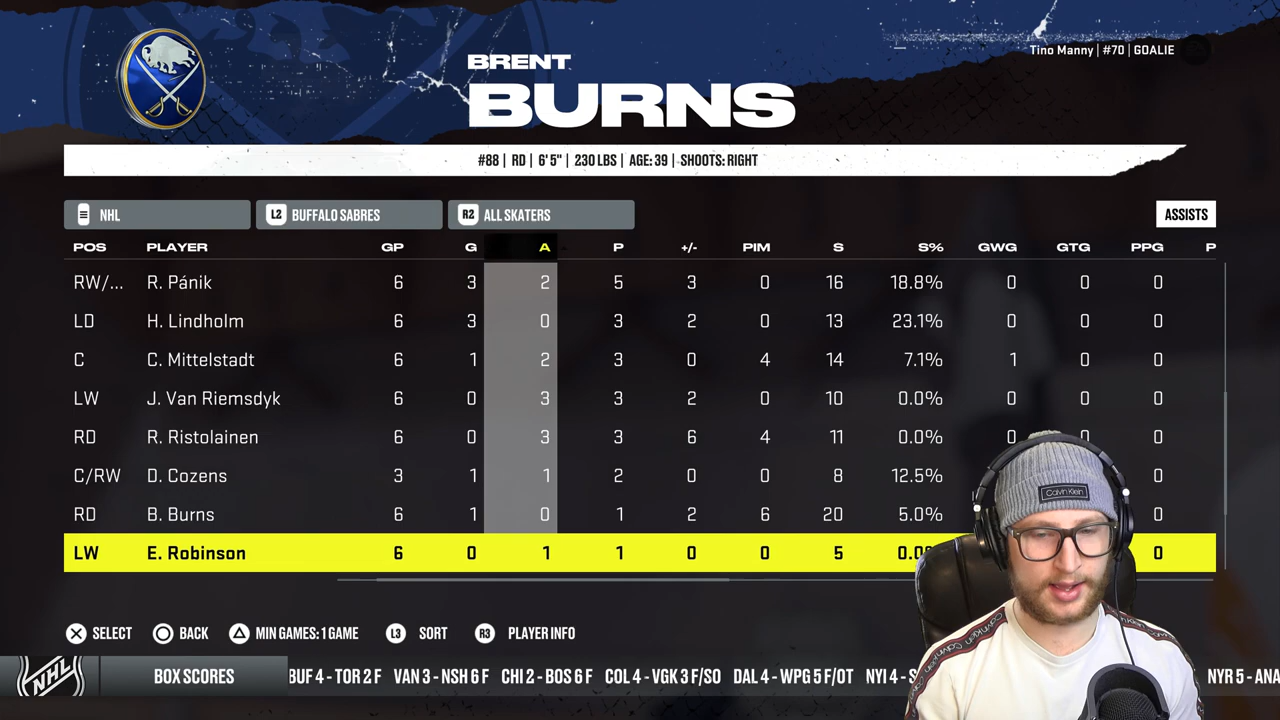 BRENT
BURNS
Tino Manny | #70 | GOALIE
#88 | RD | 6' 5" | 230 LBS | AGE: 39 | SHOOTS: RIGHT
NHL L2 BUFFALO SABRES R2 ALL SKATERS ASSISTS
POS PLAYER GP G A P +/- PIM S S% GWG GTG PPG P
RW/... R. Pánik 6 3 2 5 3 0 16 18.8% 0 0 0
LD H. Lindholm 6 3 0 3 2 0 13 23.1% 0 0 0
C C. Mittelstadt 6 1 2 3 0 4 14 7.1% 1 0 0
LW J. Van Riemsdyk 6 0 3 3 2 0 10 0.0% 0 0 0
RD R. Ristolainen 6 0 3 3 6 4 11 0.0% 0 0 0
C/RW D. Cozens 3 1 1 2 0 0 8 12.5% 0
RD B. Burns 6 1 0 1 2 6 20 5.0% 0
LW E. Robinson 6 0 1 1 0 0 5 0
Calvin Klein
SELECT BACK MIN GAMES: 1 GAME L3 SORT R3 PLAYER INFO
NHL BOX SCORES BUF 4 - TOR 2 F VAN 3 - NSH 6 F CHI 2 - BOS 6 F COL 4 - VGK 3 F/SO DAL 4 - WPG 5 F/OT NYI 4 - NYR 5 - ANA